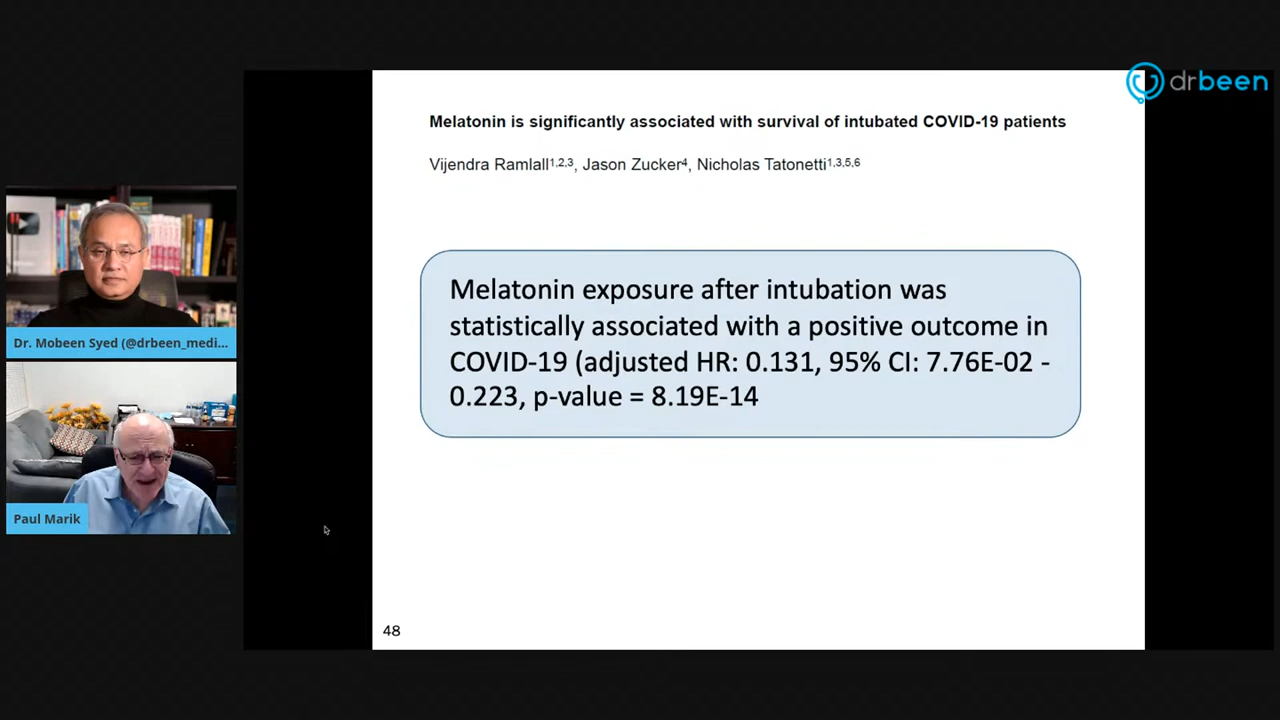 drbeen
Melatonin is significantly associated with survival of intubated COVID-19 patients
Vijendra Ramlall1,2,3, Jason Zucker4, Nicholas Tatonetti1,3,5,6
Melatonin exposure after intubation was
statistically associated with a positive outcome in
COVID-19 (adjusted HR: 0.131, 95% CI: 7.76E-02 -
0.223, p-value = 8.19E-14
48
Dr. Mobeen Syed (@drbeen_medi...
Paul Marik